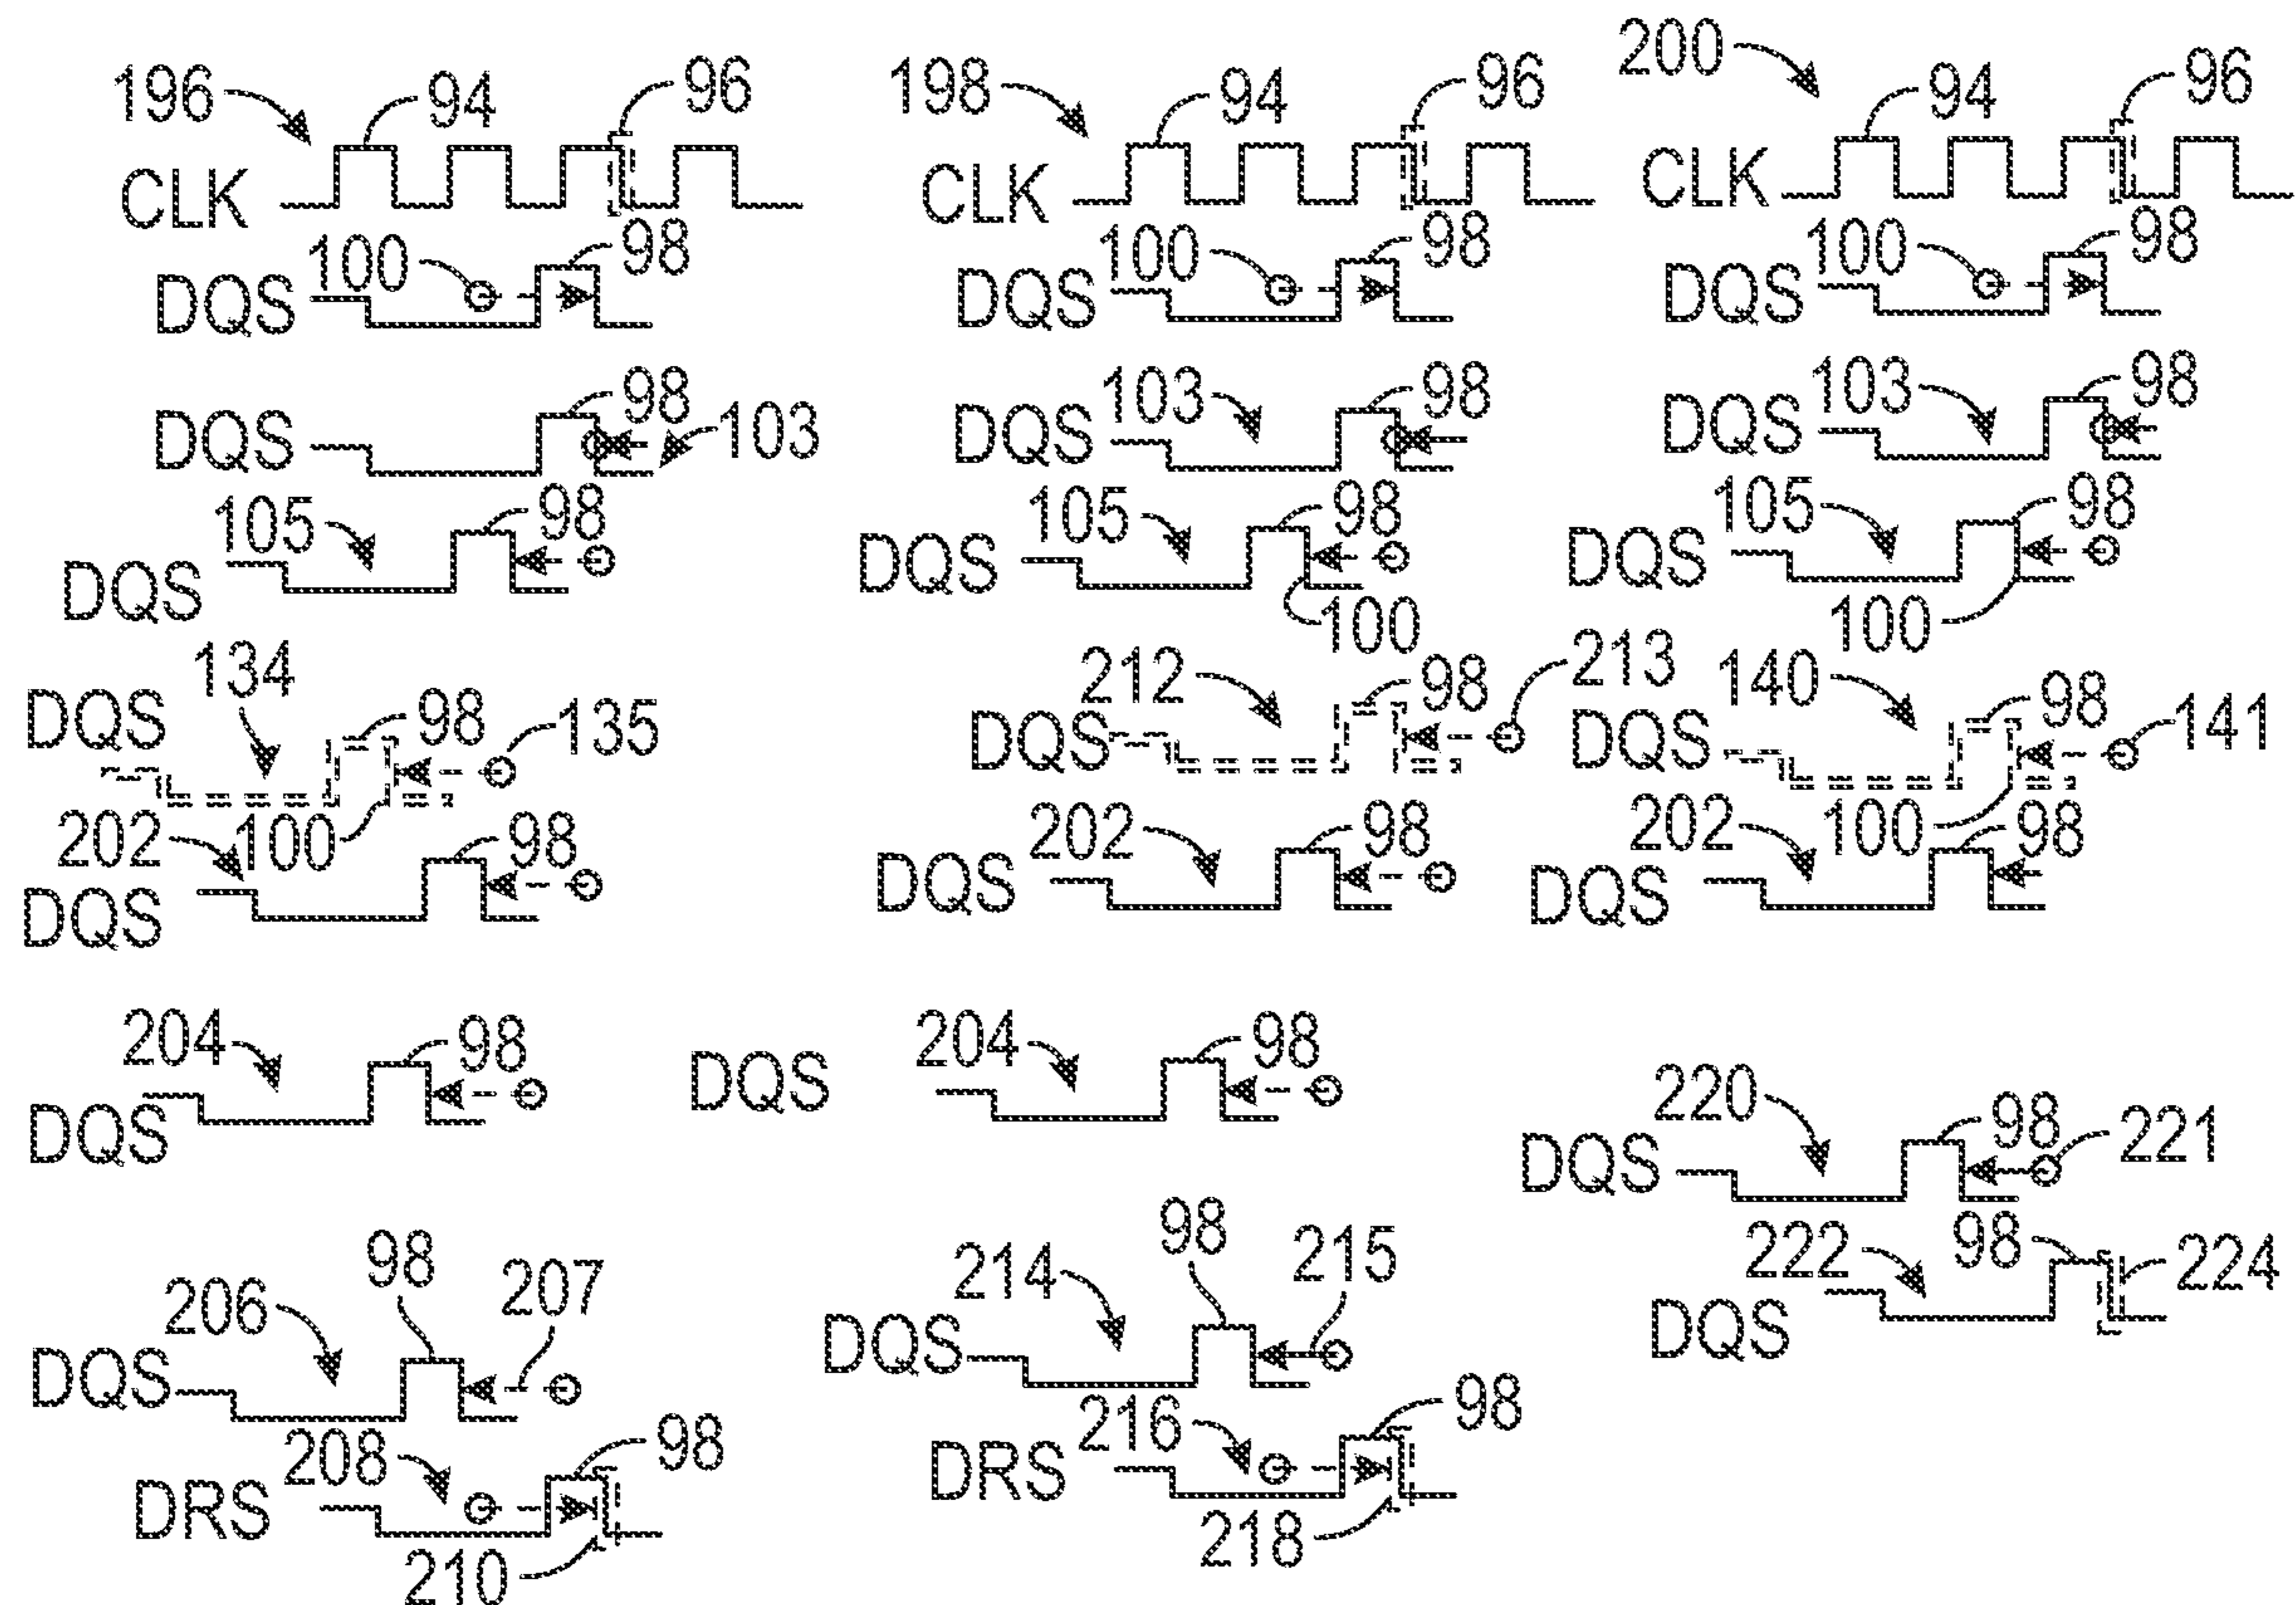 196 94 96
CLK
100 98
DQS
98
DQS 103
105 98
DQS
134
DQS 98 135
202 100 98
DQS
204 98
DQS
98
206 207
DQS
208 98
DRS
210
198 94 96
CLK
100 98
DQS
103 98
DQS
105 98
DQS
100
212 98 213
DQS
202 98
DQS
204 98
DQS
98
214 215
DQS
216 98
DRS
218
200 94 96
CLK
100 98
DQS
103 98
DQS
105 98
DQS
100
140 98
DQS 141
202 100 98
DQS
220 98 221
DQS
222 98 224
DQS